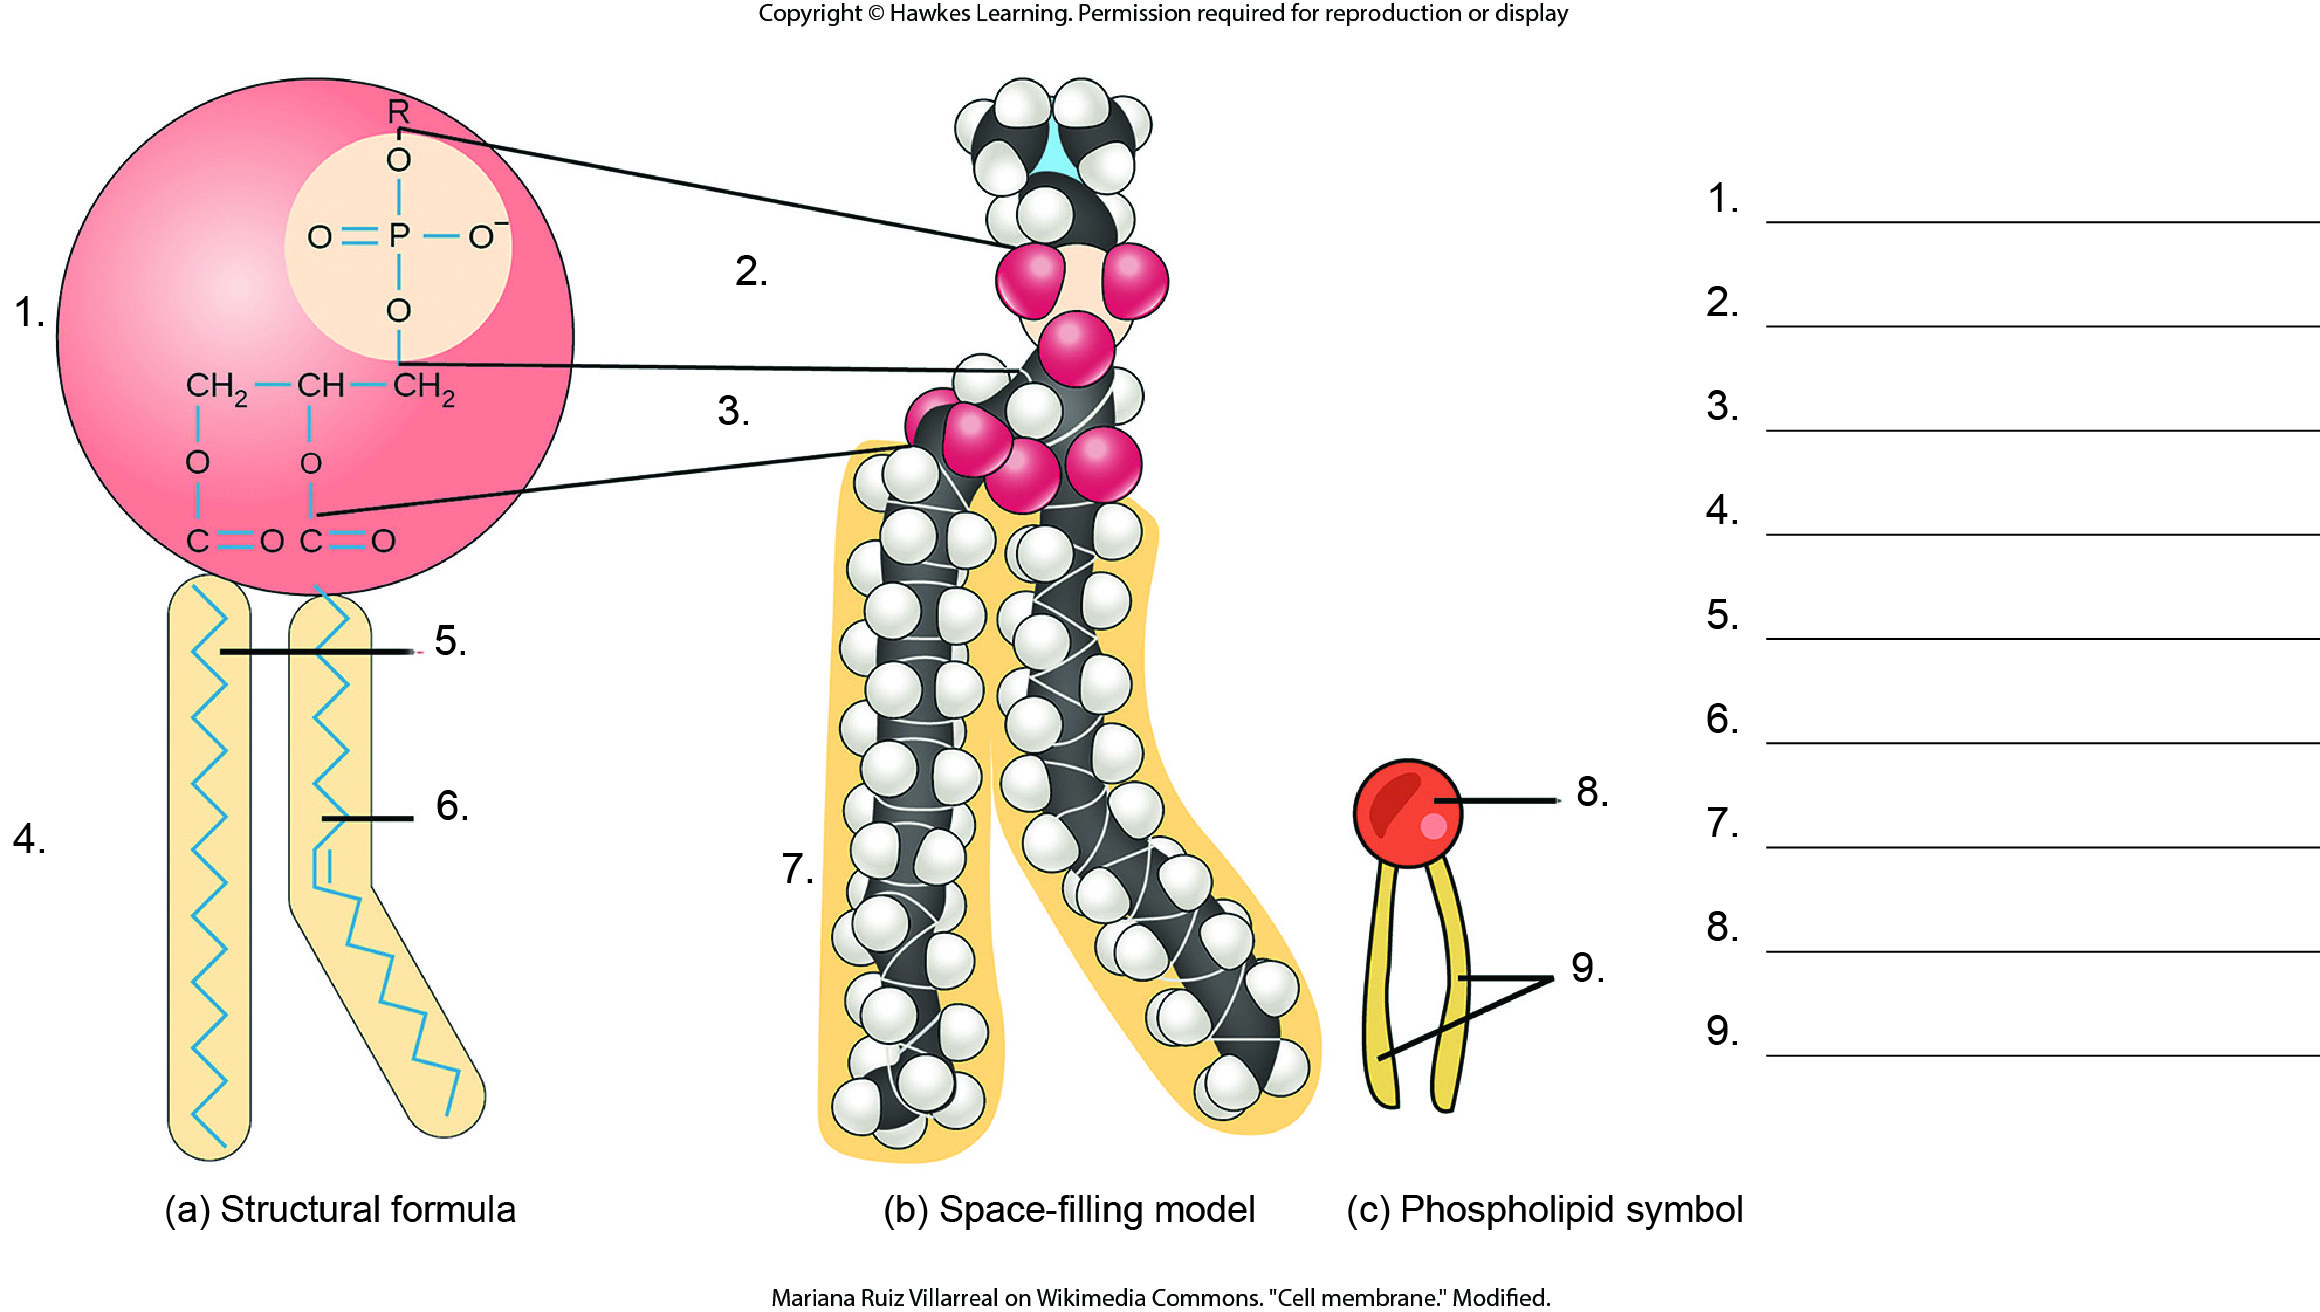 Copyright © Hawkes Learning. Permission required for reproduction or display
R
O
O P O⁻
O
CH₂ CH CH₂
O O
C O C O
1.
2.
3.
4.
5.
6.
7.
8.
9.
1.
2.
3.
4.
5.
6.
7.
8.
9.
(a) Structural formula
(b) Space-filling model
(c) Phospholipid symbol
Mariana Ruiz Villarreal on Wikimedia Commons. "Cell membrane." Modified.